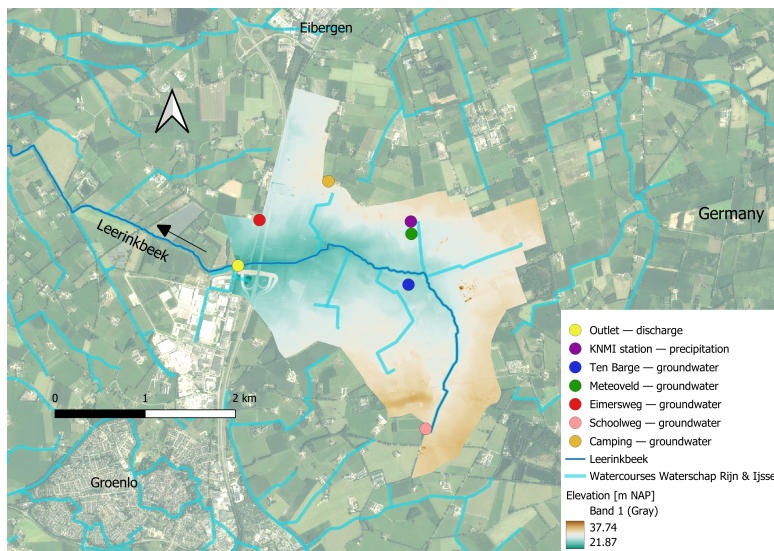 Eibergen
Germany
Leerinkbeek
0 1 2 km
Groenlo
Outlet — discharge
KNMI station — precipitation
Ten Barge — groundwater
Meteoveld — groundwater
Eimersweg — groundwater
Schoolweg — groundwater
Camping — groundwater
Leerinkbeek
Watercourses Waterschap Rijn & Ijsse
Elevation [m NAP]
Band 1 (Gray)
37.74
21.87